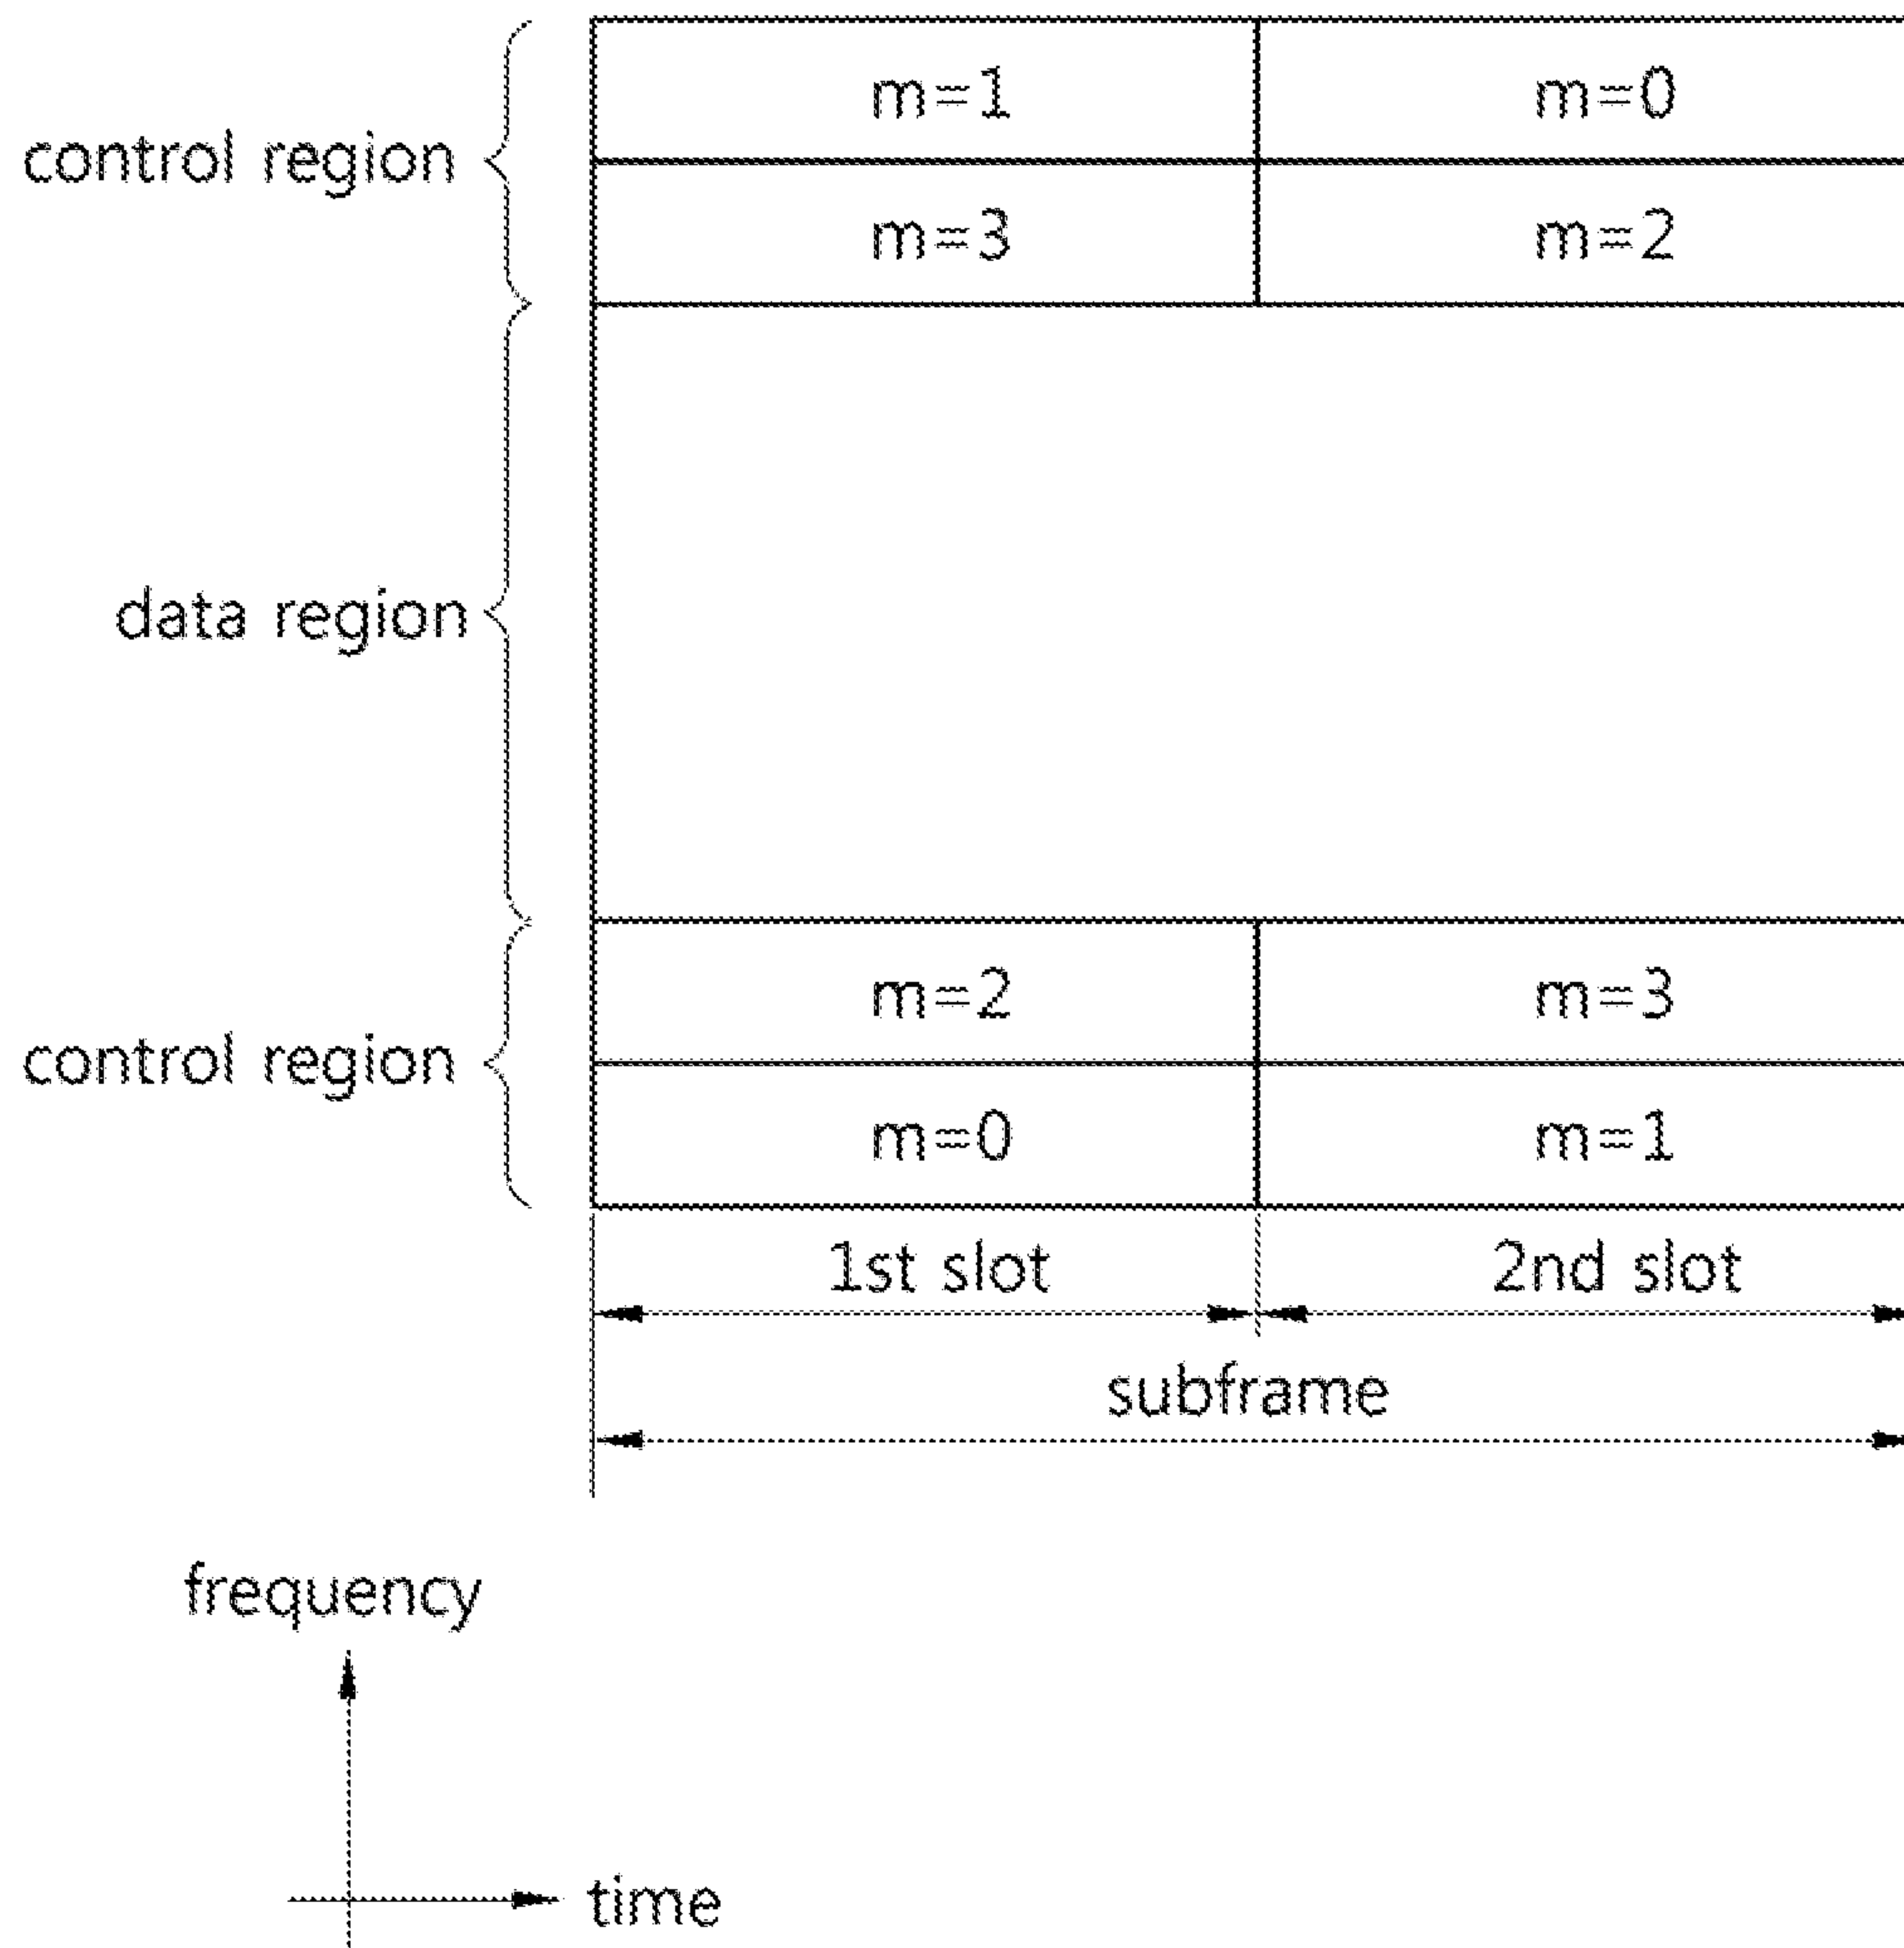 m=1 m=0
control region
m=3 m=2
data region
m=2 m=3
control region
m=0 m=1
1st slot 2nd slot
subframe
frequency
time